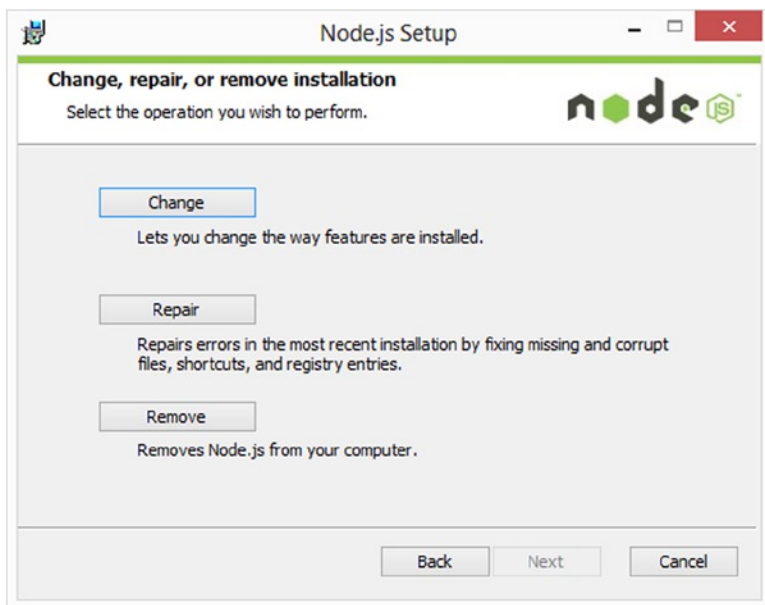 Node.js Setup
Change, repair, or remove installation
Select the operation you wish to perform.
node JS™
Change
Lets you change the way features are installed.
Repair
Repairs errors in the most recent installation by fixing missing and corrupt
files, shortcuts, and registry entries.
Remove
Removes Node.js from your computer.
Back
Next
Cancel